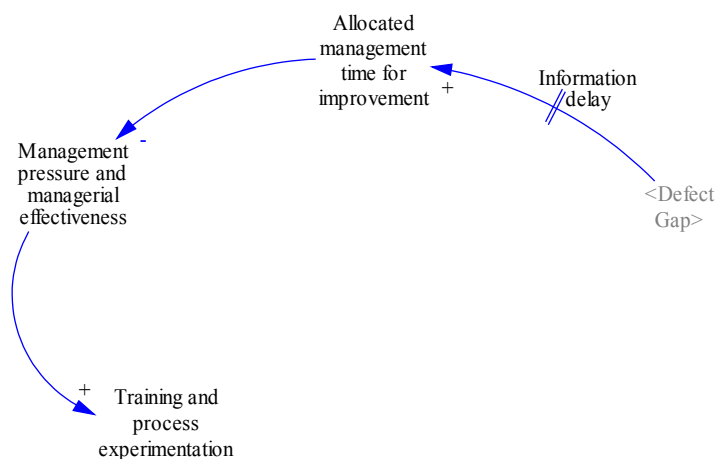 Allocated
management
time for
improvement
+
Information
delay
<Defect
Gap>
-
Management
pressure and
managerial
effectiveness
+
Training and
process
experimentation